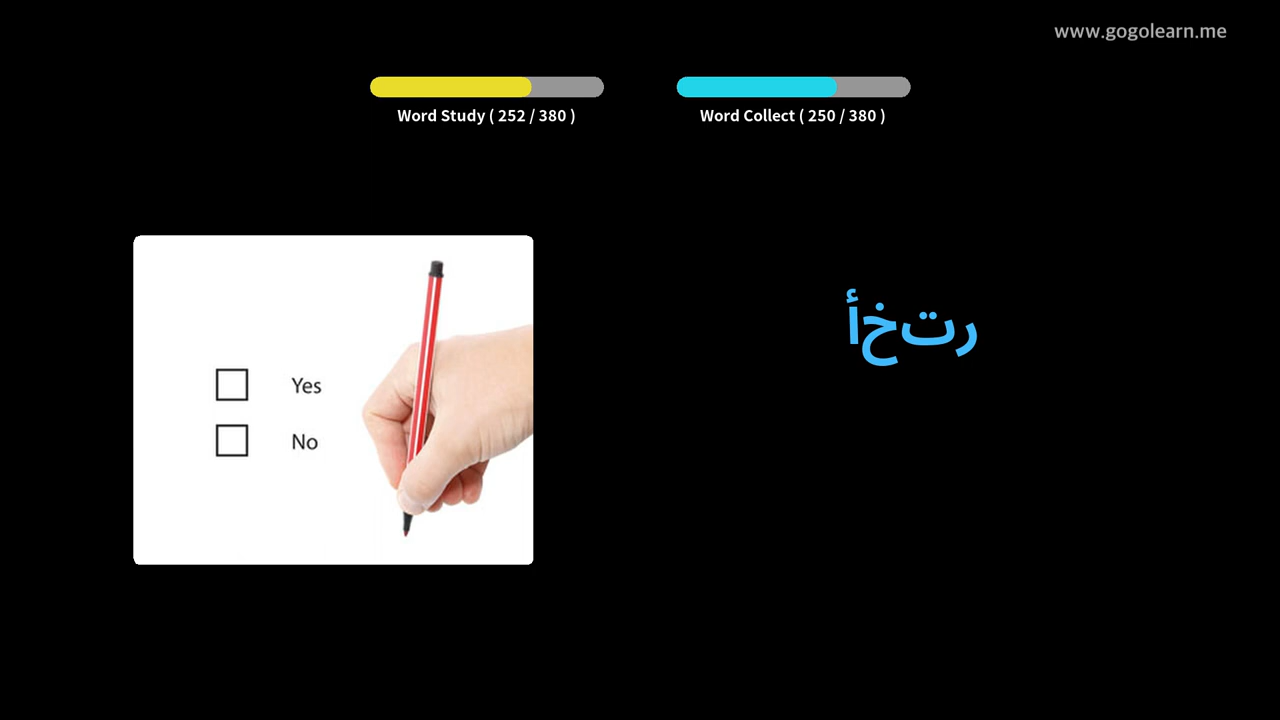 www.gogolearn.me
Word Study ( 252 / 380 )
Word Collect ( 250 / 380 )
Yes
No
رتخأ